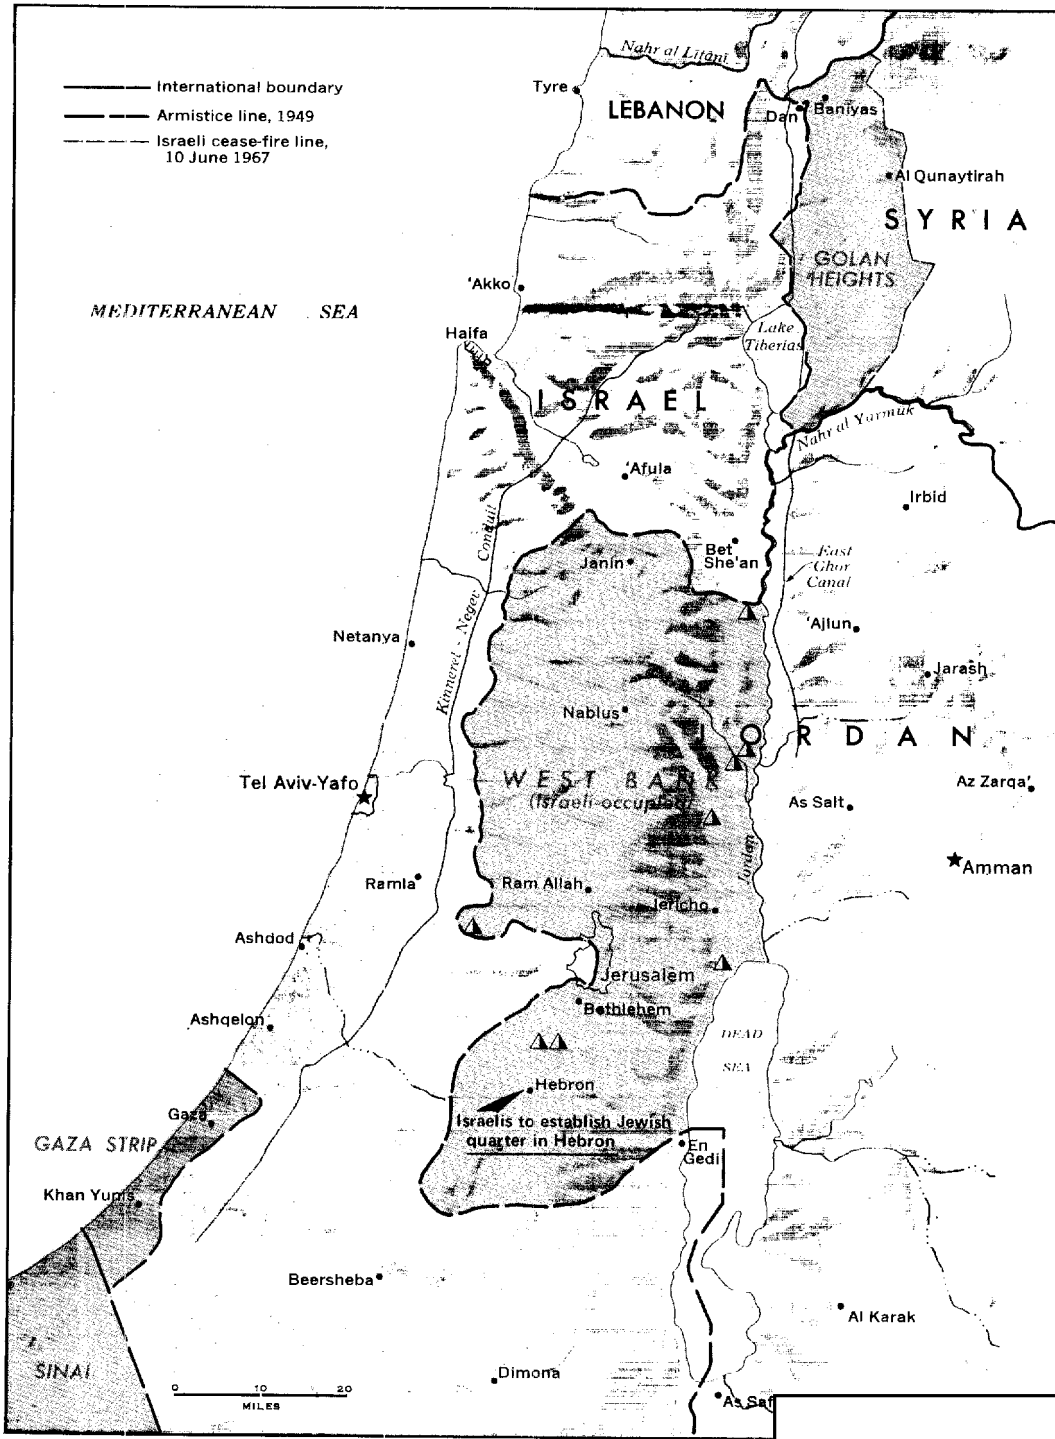 International boundary
Armistice line, 1949
Israeli cease-fire line,
10 June 1967
Nahr al Lītānī
Tyre
LEBANON
Dan
Baniyas
Al Qunaytirah
SYRIA
GOLAN
HEIGHTS
'Akko
MEDITERRANEAN SEA
Haifa
Lake
Tiberias
ISRAEL
Nahr al Yarmuk
'Afula
Irbid
Conduit
Janin
Bet
She'an
East
Ghor
Canal
Netanya
'Ajlun
Kinneret - Negev
Jarash
Nablus
JORDAN
Tel Aviv-Yafo
WEST BANK
(Israeli-occupied)
As Salt
Az Zarqa'
Jordan
Amman
Ramla
Ram Allah
Jericho
Ashdod
Jerusalem
Bethlehem
Ashqelon
DEAD
SEA
Hebron
Israelis to establish Jewish
quarter in Hebron
Gaza
GAZA STRIP
En
Gedi
Khan Yunis
Beersheba
Al Karak
SINAI
Dimona
0 10 20
MILES
As Saf